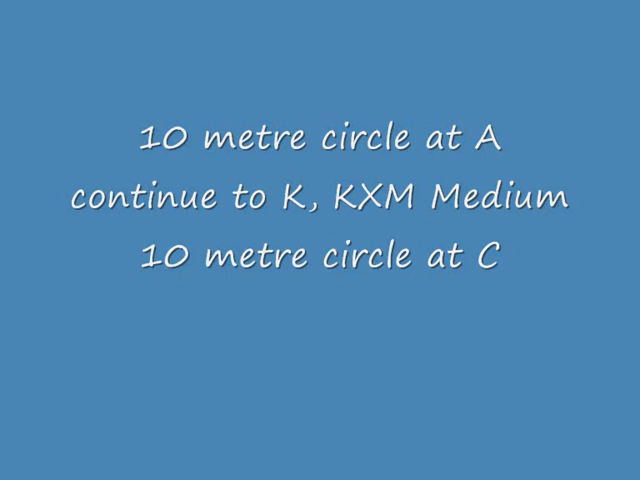 10 metre circle at A
continue to K, KXM Medium
10 metre circle at C